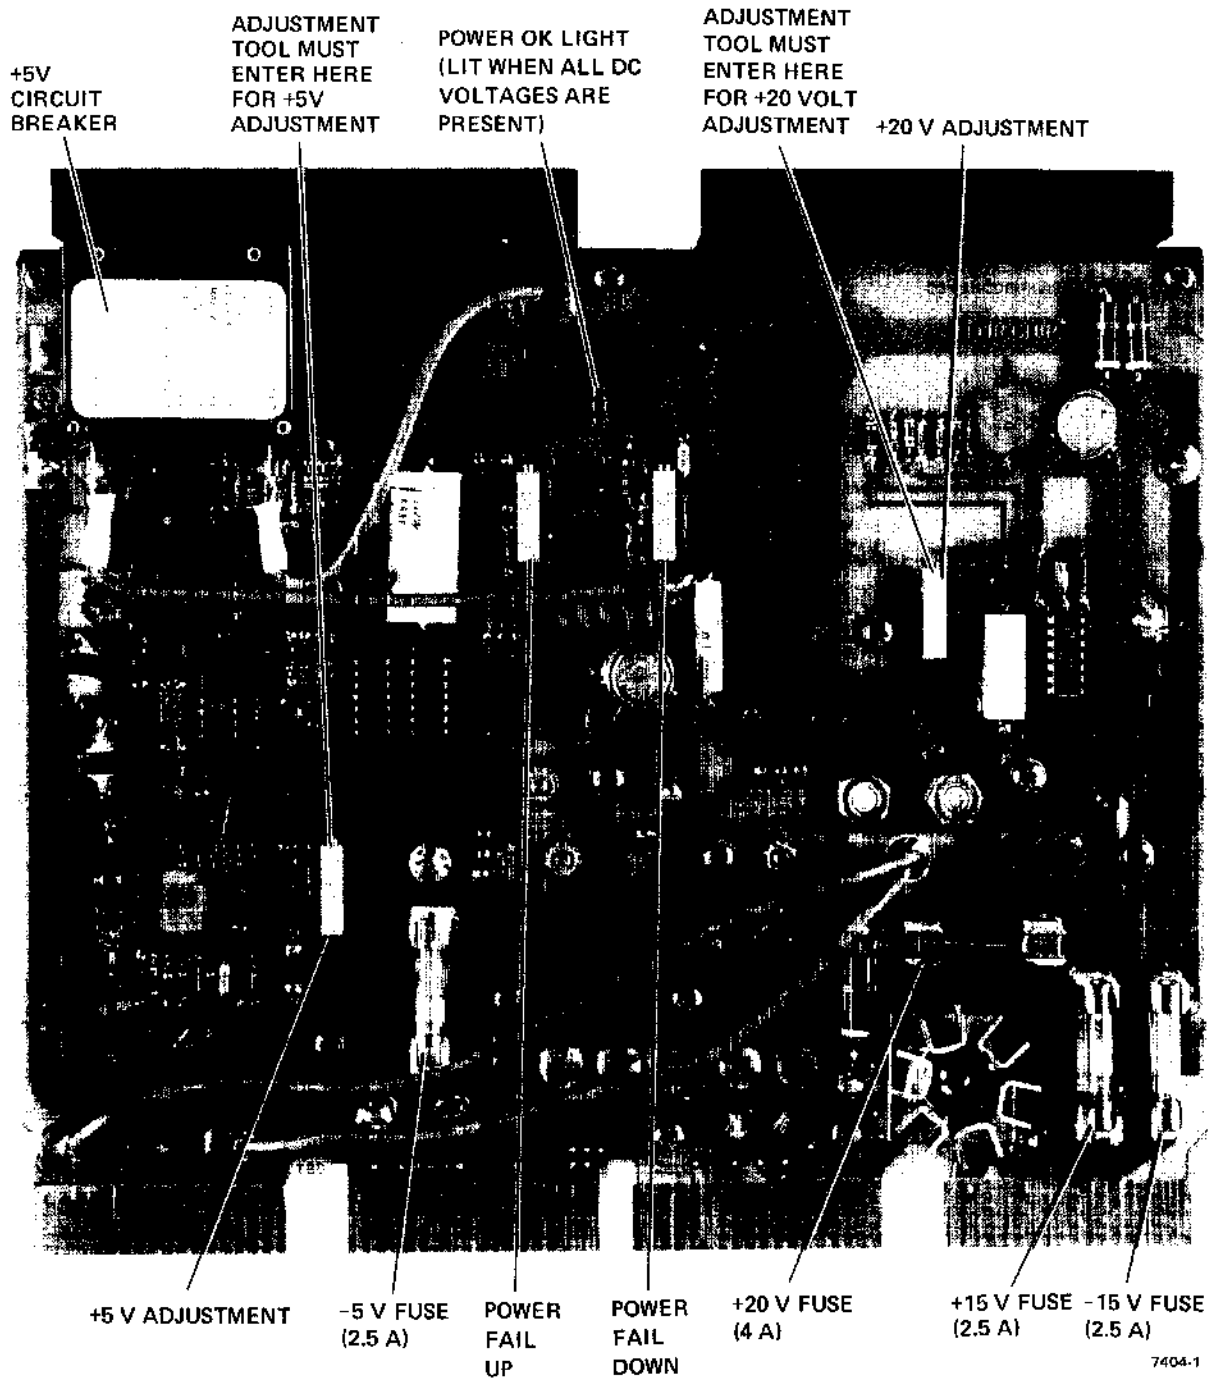 +5V
CIRCUIT
BREAKER
ADJUSTMENT
TOOL MUST
ENTER HERE
FOR +5V
ADJUSTMENT
POWER OK LIGHT
(LIT WHEN ALL DC
VOLTAGES ARE
PRESENT)
ADJUSTMENT
TOOL MUST
ENTER HERE
FOR +20 VOLT
ADJUSTMENT
+20 V ADJUSTMENT
+5 V ADJUSTMENT
-5 V FUSE
(2.5 A)
POWER
FAIL
UP
POWER
FAIL
DOWN
+20 V FUSE
(4 A)
+15 V FUSE
(2.5 A)
-15 V FUSE
(2.5 A)
7404-1